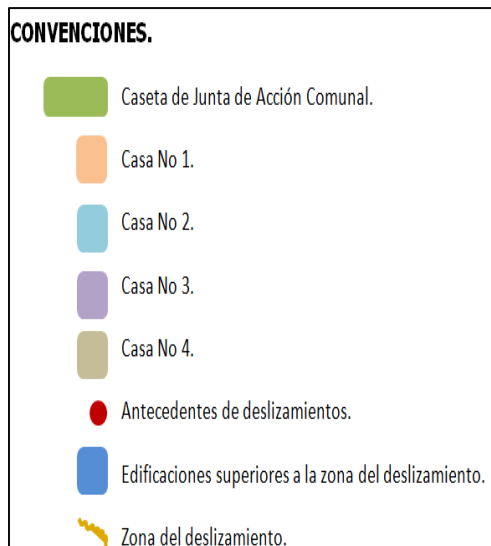 CONVENCIONES.
Caseta de Junta de Acción Comunal.
Casa No 1.
Casa No 2.
Casa No 3.
Casa No 4.
Antecedentes de deslizamientos.
Edificaciones superiores a la zona del deslizamiento.
Zona del deslizamiento.